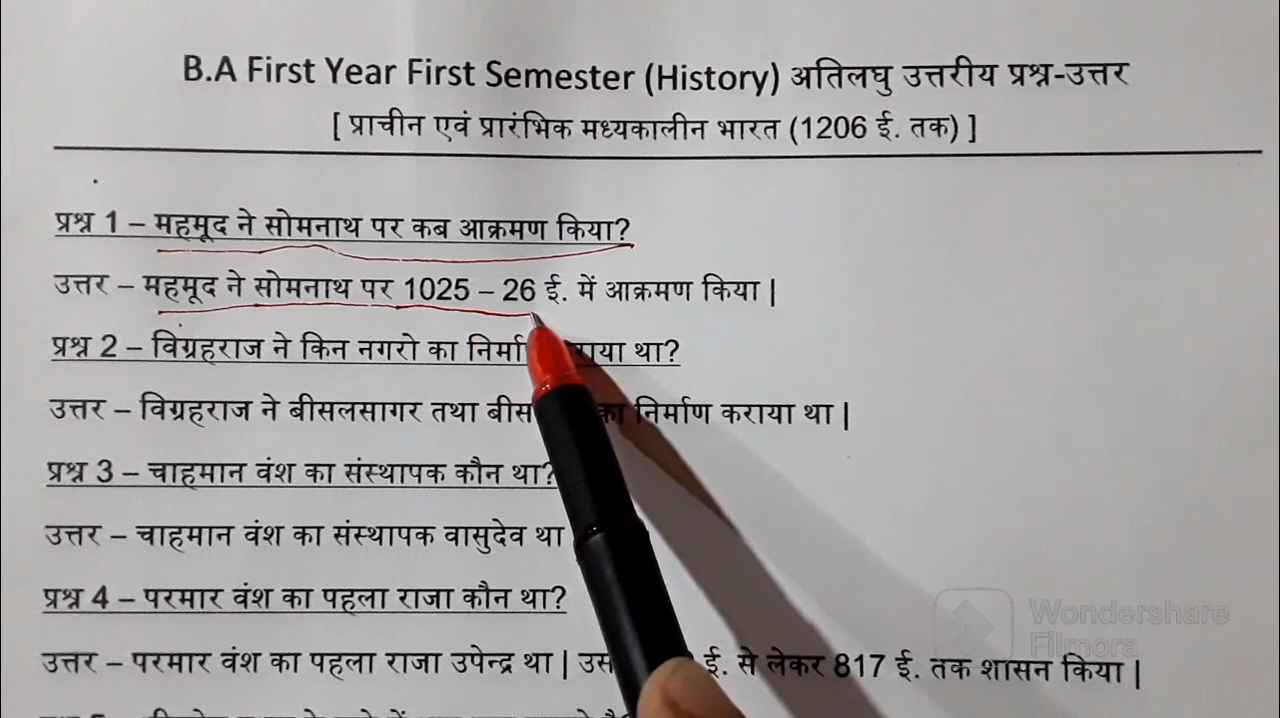 B.A First Year First Semester (History) अतिलघु उत्तरीय प्रश्न-उत्तर
[ प्राचीन एवं प्रारंभिक मध्यकालीन भारत (1206 ई. तक) ]
प्रश्न 1 – महमूद ने सोमनाथ पर कब आक्रमण किया?
उत्तर – महमूद ने सोमनाथ पर 1025 – 26 ई. में आक्रमण किया |
प्रश्न 2 – विग्रहराज ने किन नगरो का था?
उत्तर – विग्रहराज ने बीसलसागर तथा का निर्माण कराया था |
प्रश्न 3 – चाहमान वंश का संस्थापक कौन था?
उत्तर – चाहमान वंश का संस्थापक वासुदेव था
प्रश्न 4 – परमार वंश का पहला राजा कौन था?
उत्तर – परमार वंश का पहला राजा उपेन्द्र था | ई. से लेकर 817 ई. तक शासन किया |
Wondershare
Filmora